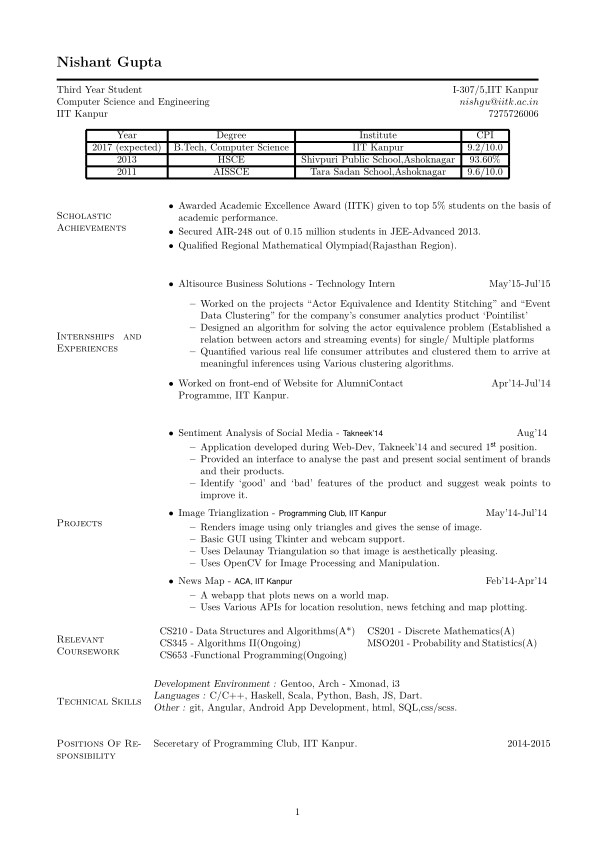 Nishant Gupta
Third Year Student
I-307/5,IIT Kanpur
Computer Science and Engineering
nishgu@iitk.ac.in
IIT Kanpur
7275726006
Year Degree Institute CPI
2017 (expected) B.Tech, Computer Science IIT Kanpur 9.2/10.0
2013 HSCE Shivpuri Public School,Ashoknagar 93.60%
2011 AISSCE Tara Sadan School,Ashoknagar 9.6/10.0
Scholastic
Achievements
• Awarded Academic Excellence Award (IITK) given to top 5% students on the basis of
academic performance.
• Secured AIR-248 out of 0.15 million students in JEE-Advanced 2013.
• Qualified Regional Mathematical Olympiad(Rajasthan Region).
Internships and
Experiences
• Altisource Business Solutions - Technology Intern May'15-Jul'15
– Worked on the projects “Actor Equivalence and Identity Stitching” and “Event
Data Clustering” for the company's consumer analytics product ‘Pointilist’
– Designed an algorithm for solving the actor equivalence problem (Established a
relation between actors and streaming events) for single/ Multiple platforms
– Quantified various real life consumer attributes and clustered them to arrive at
meaningful inferences using Various clustering algorithms.
• Worked on front-end of Website for AlumniContact Apr'14-Jul'14
Programme, IIT Kanpur.
Projects
• Sentiment Analysis of Social Media - Takneek'14 Aug'14
– Application developed during Web-Dev, Takneek'14 and secured 1st position.
– Provided an interface to analyse the past and present social sentiment of brands
and their products.
– Identify ‘good’ and ‘bad’ features of the product and suggest weak points to
improve it.
• Image Trianglization - Programming Club, IIT Kanpur May'14-Jul'14
– Renders image using only triangles and gives the sense of image.
– Basic GUI using Tkinter and webcam support.
– Uses Delaunay Triangulation so that image is aesthetically pleasing.
– Uses OpenCV for Image Processing and Manipulation.
• News Map - ACA, IIT Kanpur Feb'14-Apr'14
– A webapp that plots news on a world map.
– Uses Various APIs for location resolution, news fetching and map plotting.
Relevant
Coursework
CS210 - Data Structures and Algorithms(A*) CS201 - Discrete Mathematics(A)
CS345 - Algorithms II(Ongoing) MSO201 - Probability and Statistics(A)
CS653 -Functional Programming(Ongoing)
Technical Skills
Development Environment : Gentoo, Arch - Xmonad, i3
Languages : C/C++, Haskell, Scala, Python, Bash, JS, Dart.
Other : git, Angular, Android App Development, html, SQL,css/scss.
Positions Of Re-
sponsibility
Seceretary of Programming Club, IIT Kanpur. 2014-2015
1